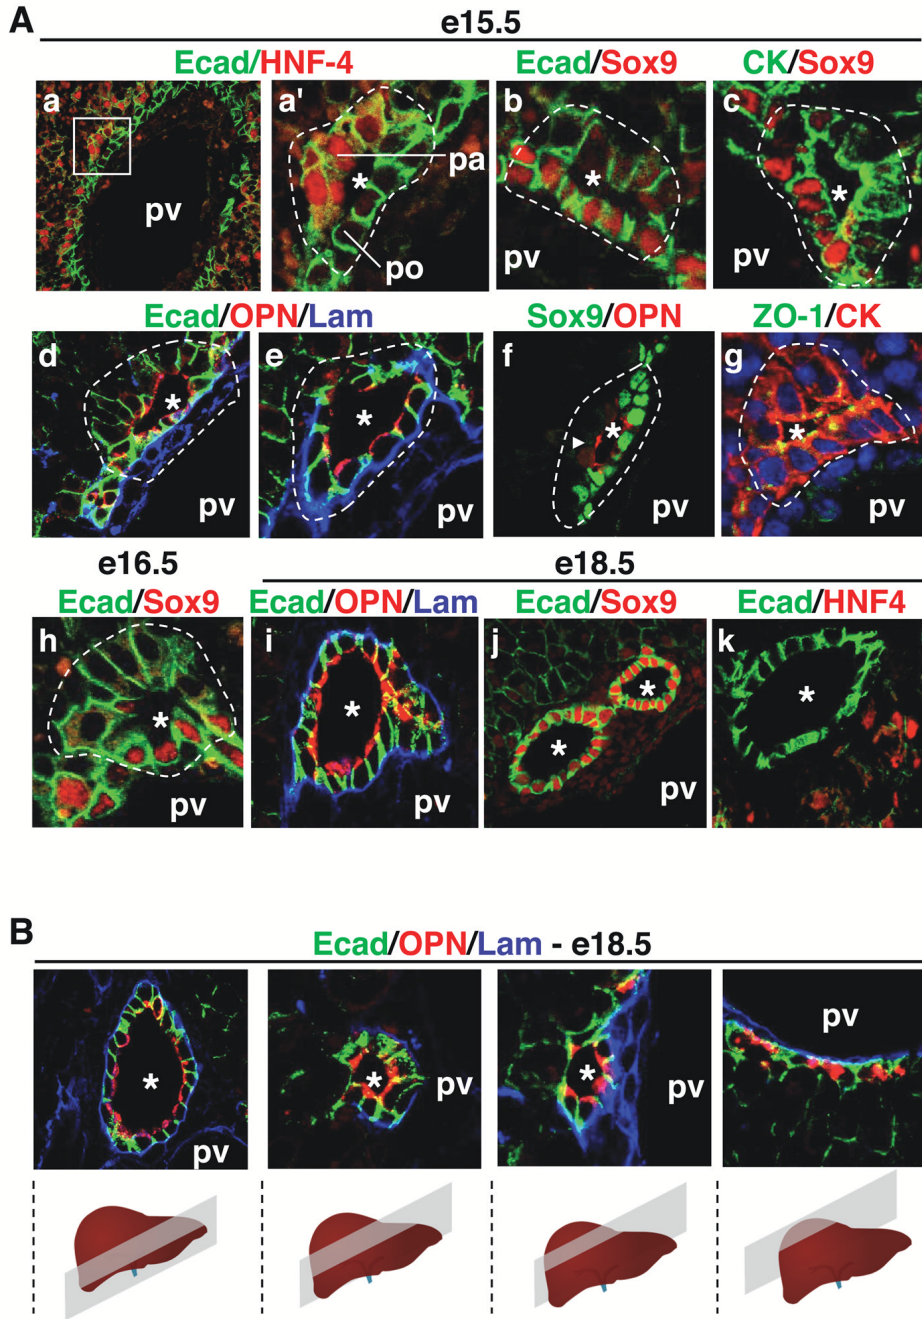 A
e15.5
Ecad/HNF-4 Ecad/Sox9 CK/Sox9
a a' b c
pa
pv * * *
po pv pv
Ecad/OPN/Lam Sox9/OPN ZO-1/CK
d e f g
* * * *
pv pv pv pv
e16.5 e18.5
Ecad/Sox9 Ecad/OPN/Lam Ecad/Sox9 Ecad/HNF4
h i j k
* * * * *
pv pv pv pv
B
Ecad/OPN/Lam - e18.5
pv
* * *
pv pv pv